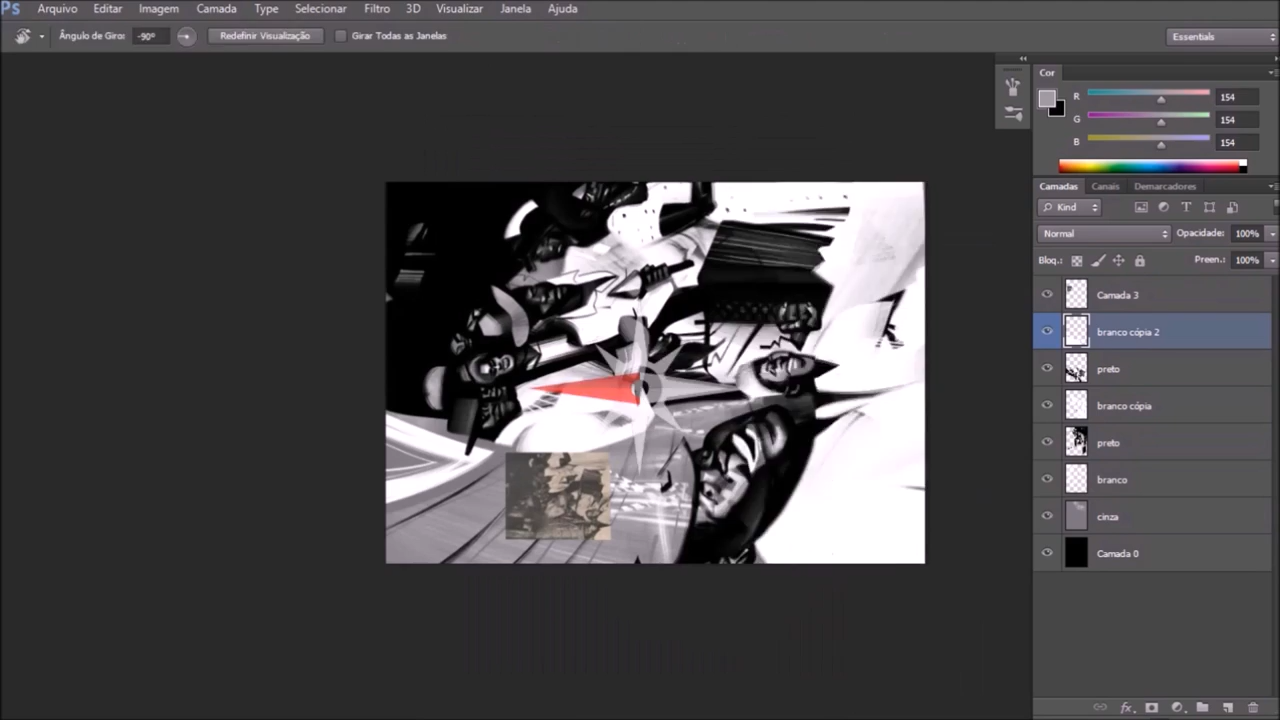 Ps Arquivo Editar Imagem Camada Type Selecionar Filtro 3D Visualizar Janela Ajuda
Ângulo de Giro: -90° Redefinir Visualização Girar Todas as Janelas Essentials
Cor
R 154
G 154
B 154
Camadas Canais Demarcadores
Kind
Normal Opacidade: 100%
Bloq.: Preen.: 100%
Camada 3
branco cópia 2
preto
branco cópia
preto
branco
cinza
Camada 0
fx